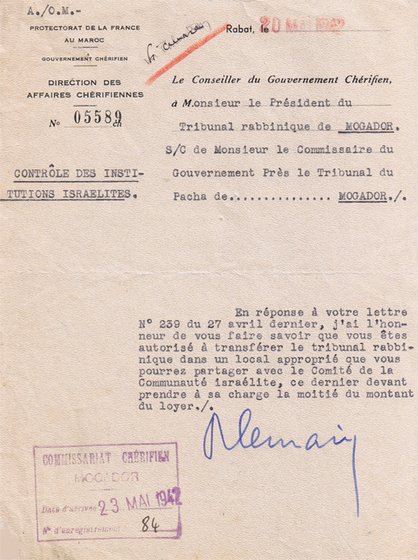 A./O.M.-
PROTECTORAT DE LA FRANCE
AU MAROC
GOUVERNEMENT CHÉRIFIEN
DIRECTION DES
AFFAIRES CHÉRIFIENNES
N° 05589
CONTRÔLE DES INSTI-
TUTIONS ISRAELITES.
Rabat, le 20 MAI 1942
Le Conseiller du Gouvernement Chérifien,
à Monsieur le Président du
Tribunal rabbinique de MOGADOR.
S/C de Monsieur le Commissaire du
Gouvernement Près le Tribunal du
Pacha de............... MOGADOR./.
En réponse à votre lettre
N° 239 du 27 avril dernier, j'ai l'hon-
neur de vous faire savoir que vous êtes
autorisé à transférer le tribunal rabbi-
nique dans un local approprié que vous
pourrez partager avec le Comité de la
Communauté israélite, ce dernier devant
prendre à sa charge la moitié du montant
du loyer./.
COMMISSARIAT CHÉRIFIEN
MOGADOR
Date d'arrivée 23 MAI 1942
N° d'enregistrement 84